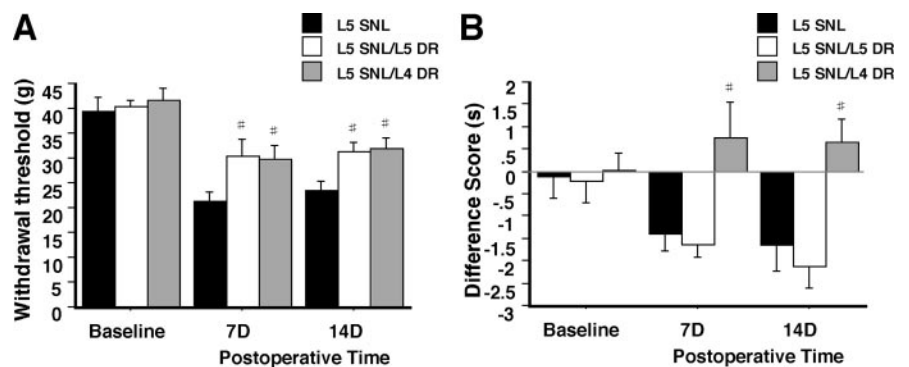 A
L5 SNL
L5 SNL/L5 DR
L5 SNL/L4 DR
Withdrawal threshold (g)
45
40
35
30
25
20
15
10
5
0
# # # #
Baseline 7D 14D
Postoperative Time
B
L5 SNL
L5 SNL/L5 DR
L5 SNL/L4 DR
Difference Score (s)
2
1.5
1
.5
0
-.5
-1
-1.5
-2
-2.5
-3
# #
Baseline 7D 14D
Postoperative Time